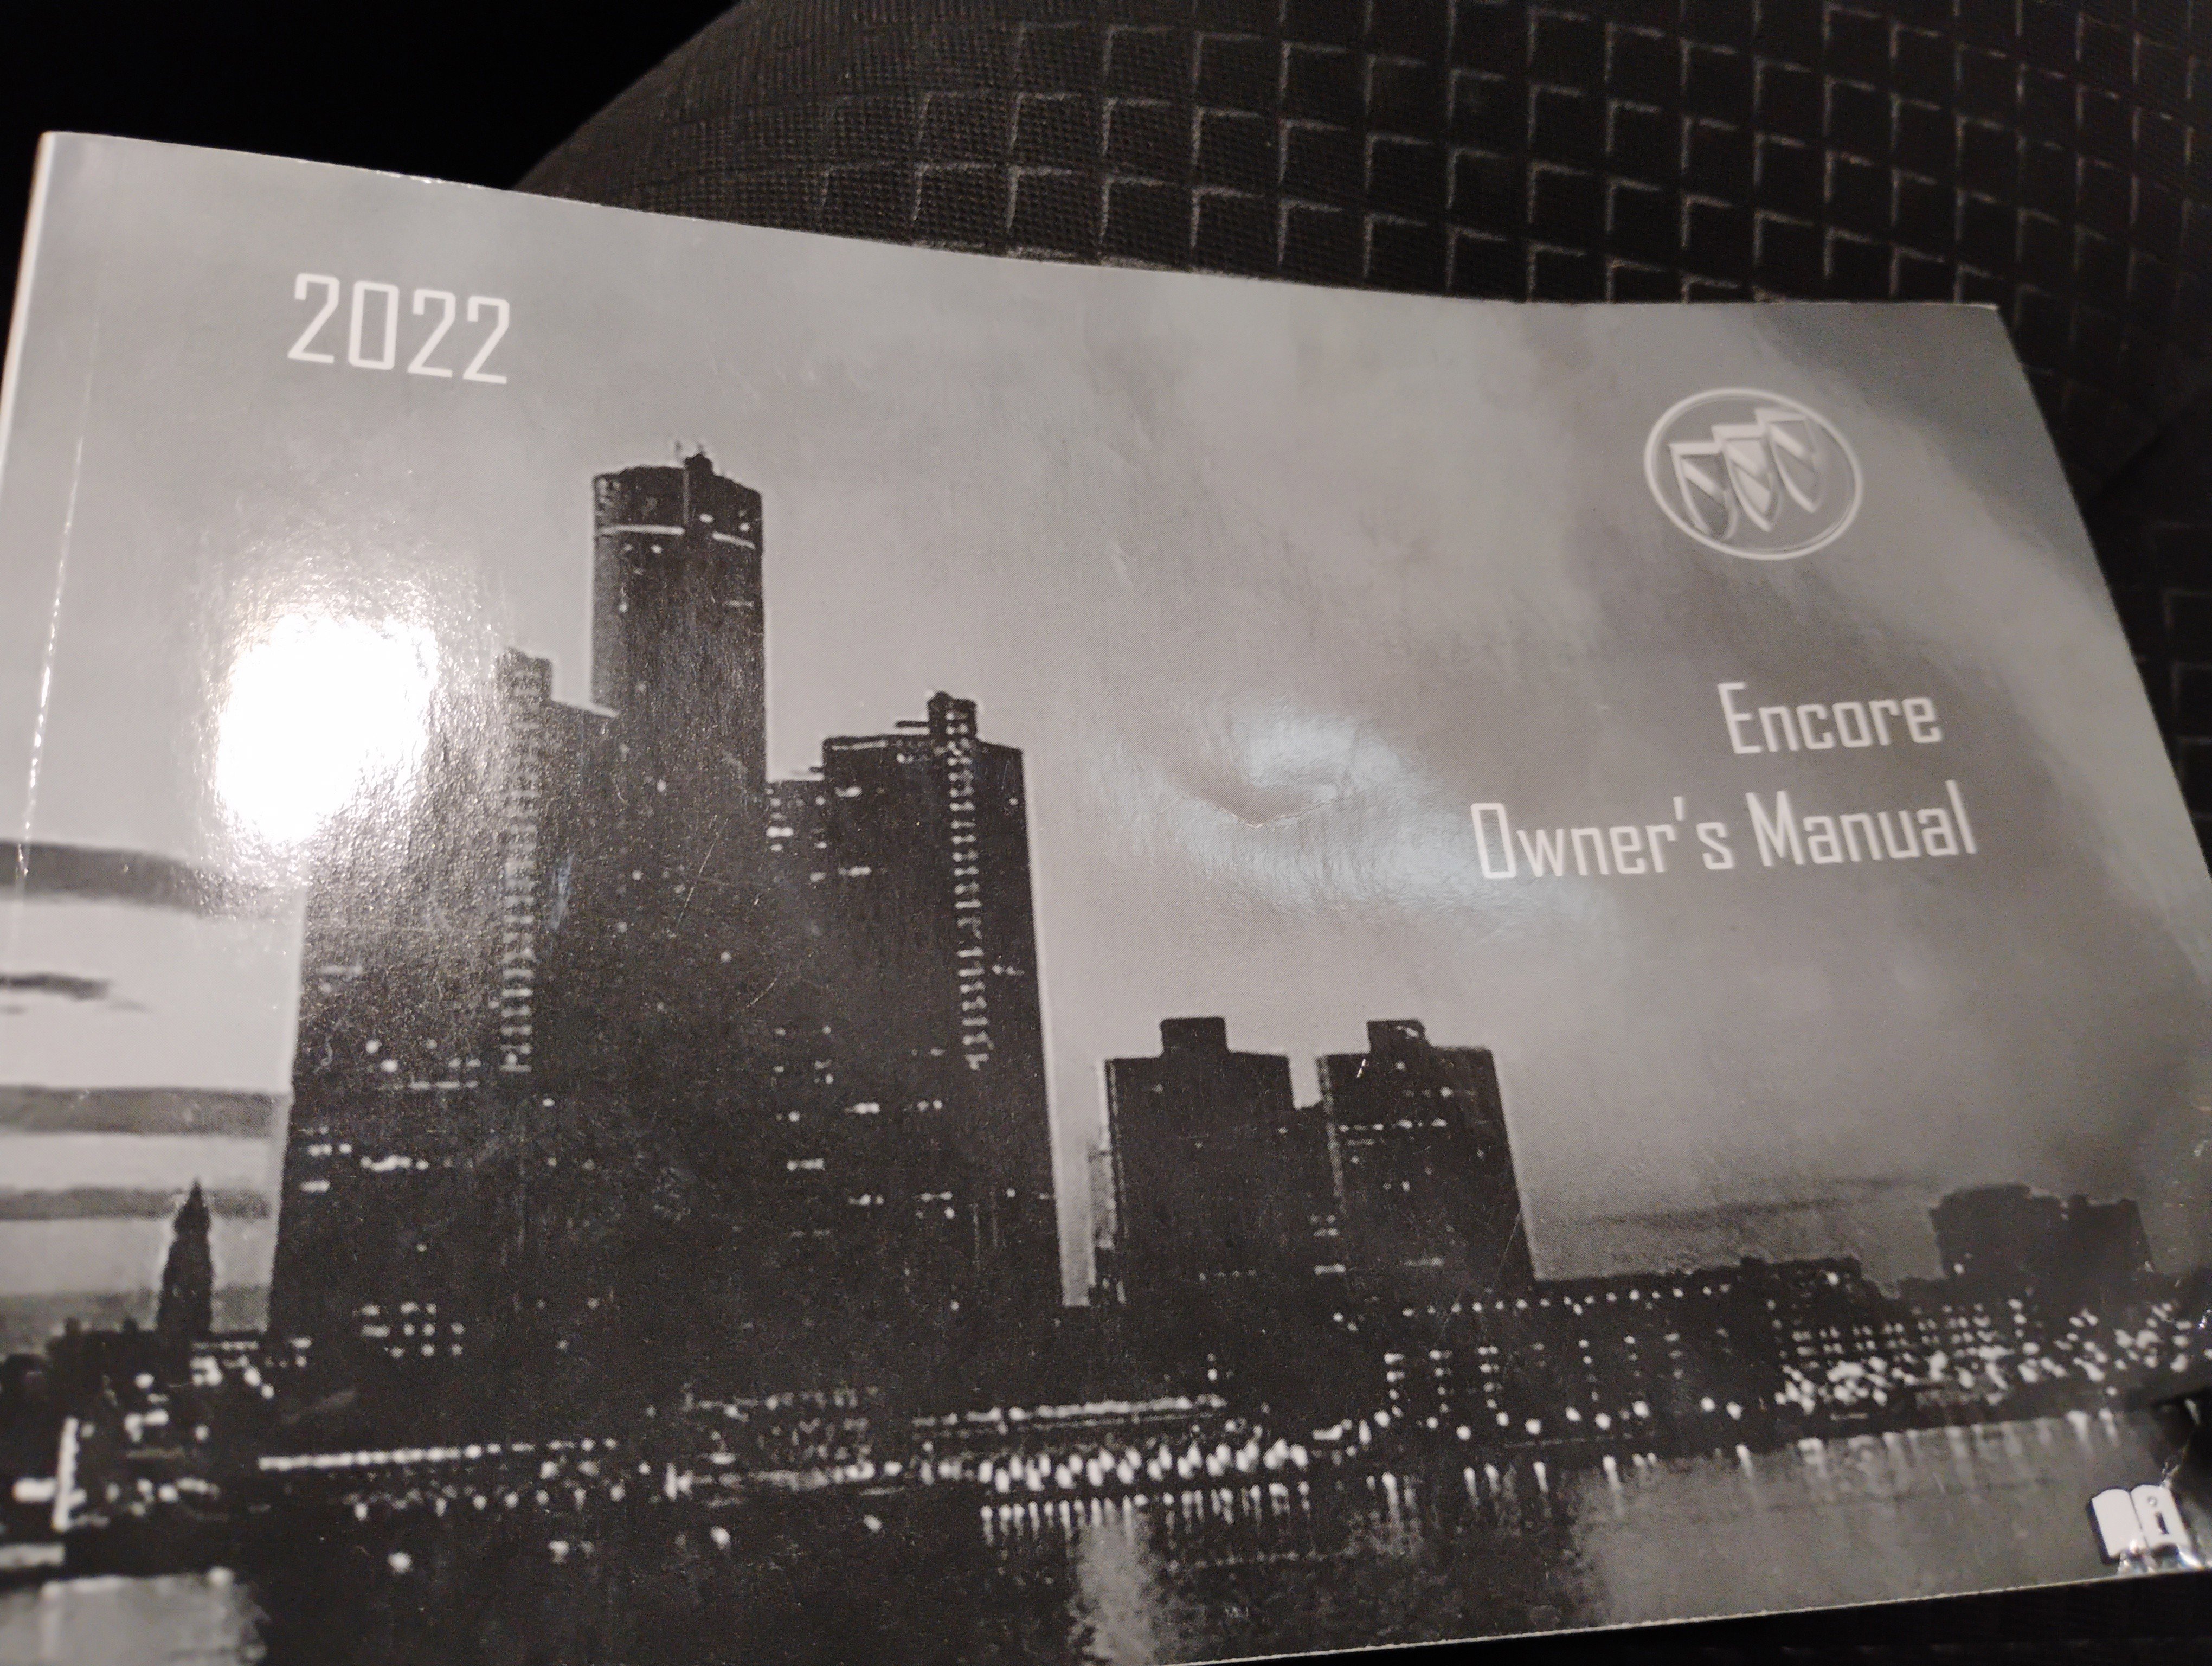 2022
Encore
Owner's Manual